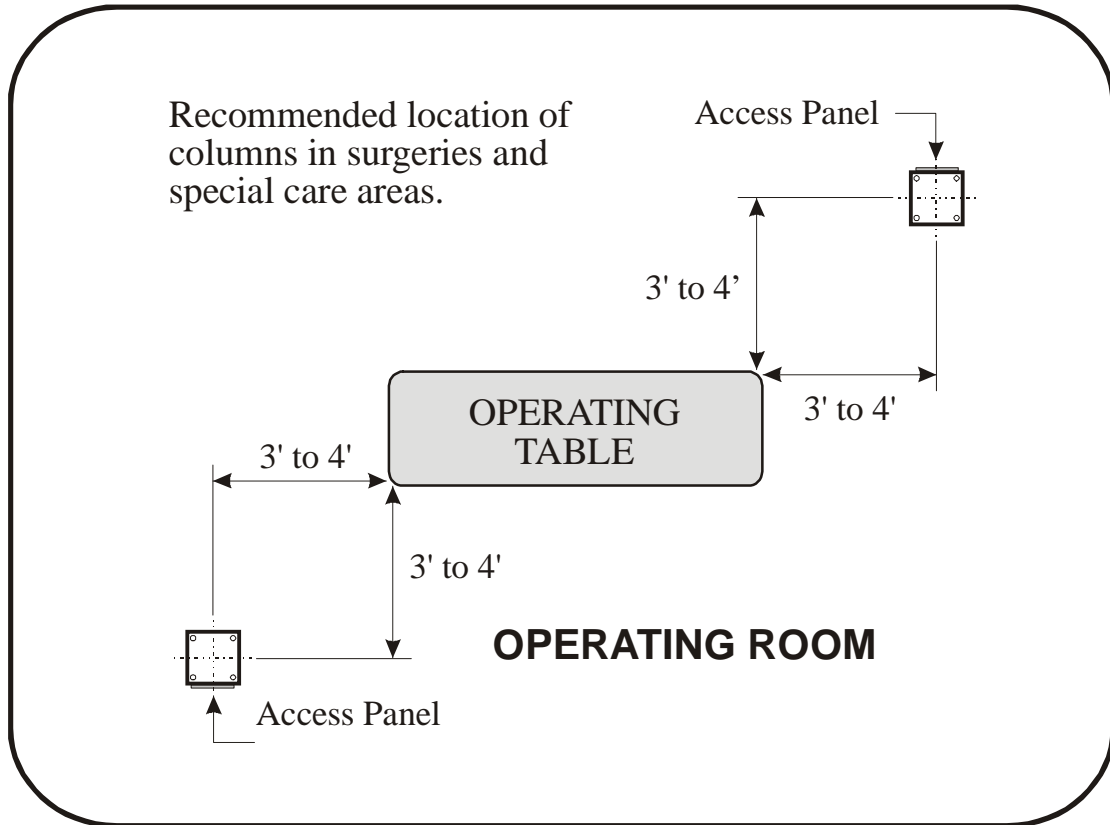 Recommended location of
columns in surgeries and
special care areas.
Access Panel
3' to 4’
3' to 4'
OPERATING
TABLE
3' to 4'
3' to 4'
OPERATING ROOM
Access Panel